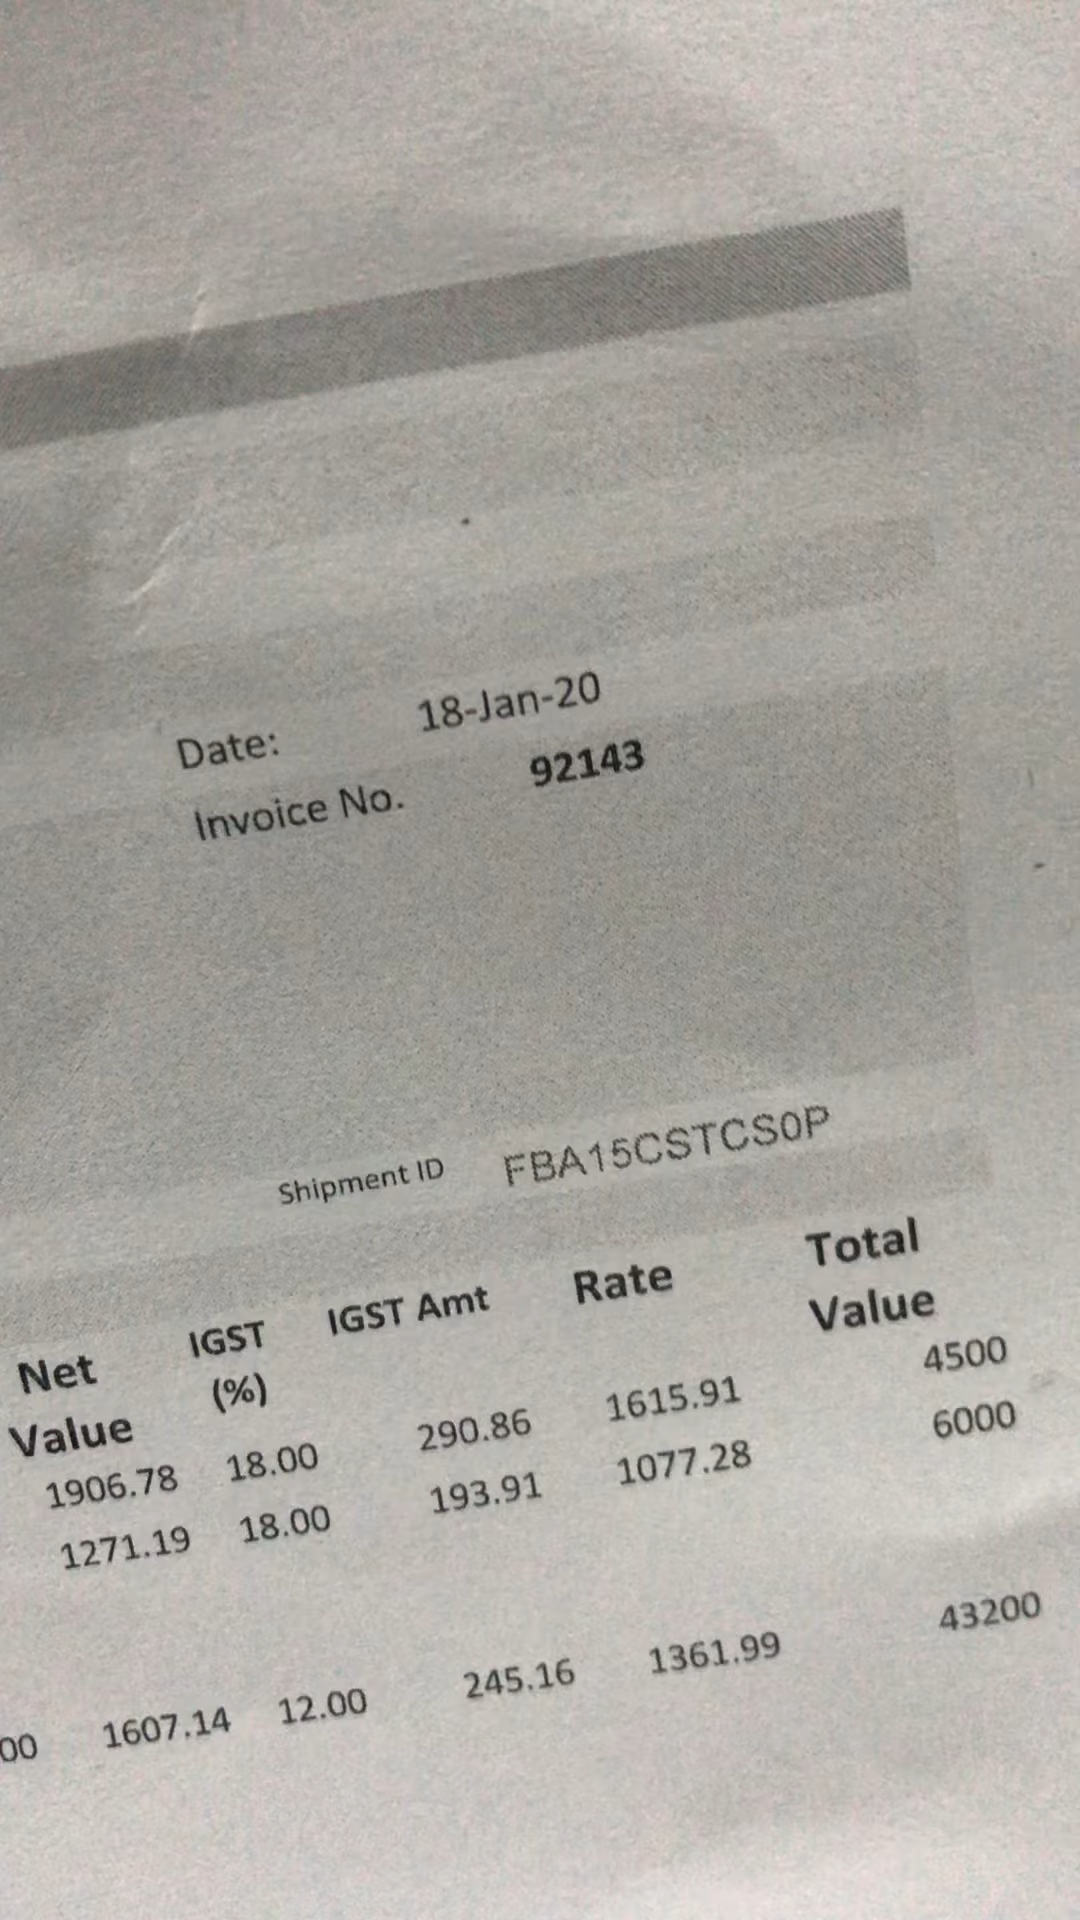 Date: 18-Jan-20
Invoice No. 92143
Shipment ID FBA15CSTCS0P
Net Value IGST (%) IGST Amt Rate Total Value
1906.78 18.00 290.86 1615.91 4500
1271.19 18.00 193.91 1077.28 6000
00 1607.14 12.00 245.16 1361.99 43200